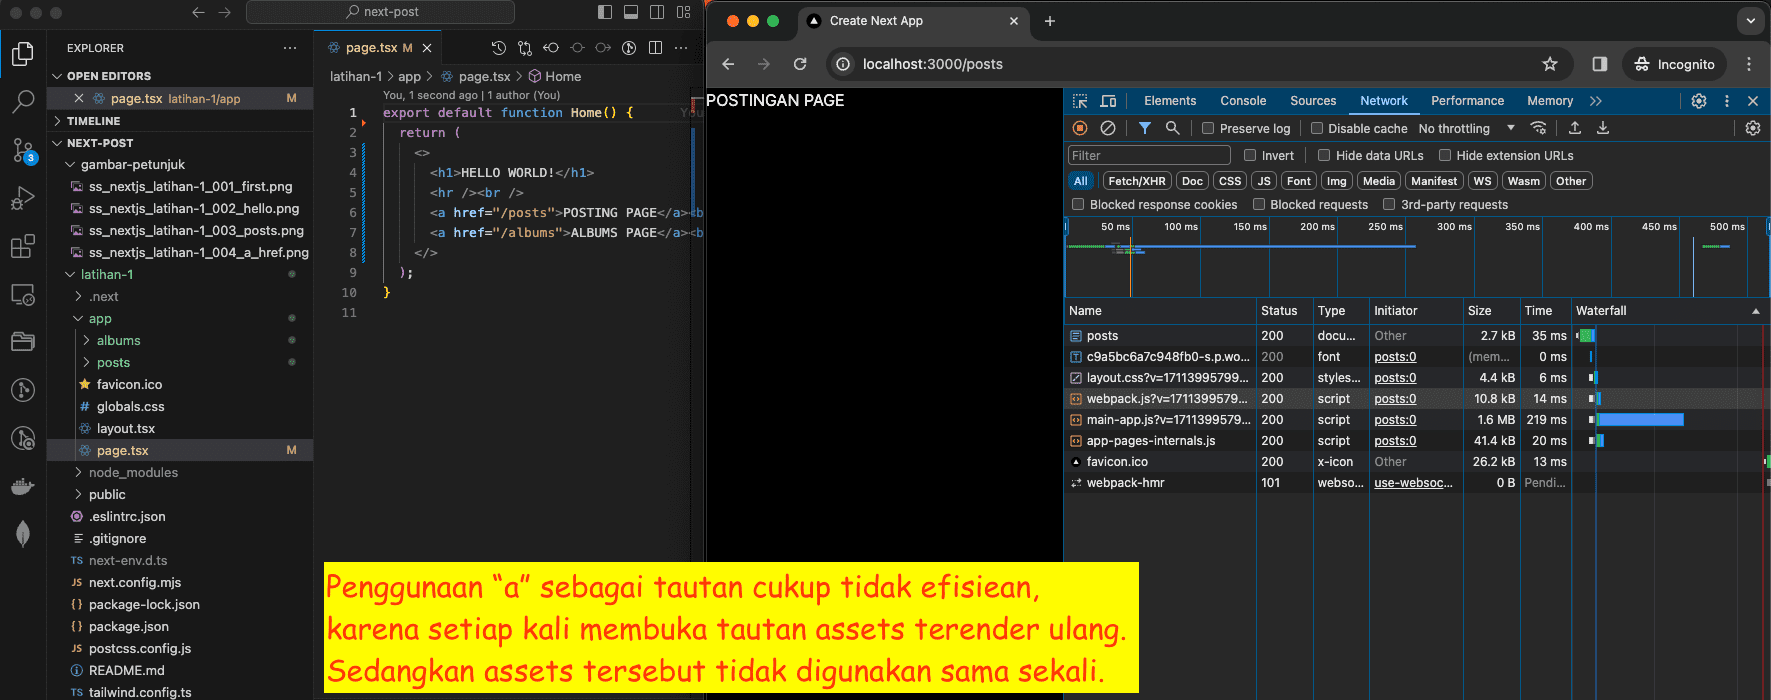 next-post
EXPLORER
OPEN EDITORS
page.tsx latihan-1/app M
TIMELINE
NEXT-POST
gambar-petunjuk
ss_nextjs_latihan-1_001_first.png
ss_nextjs_latihan-1_002_hello.png
ss_nextjs_latihan-1_003_posts.png
ss_nextjs_latihan-1_004_a_href.png
latihan-1
.next
app
albums
posts
favicon.ico
# globals.css
layout.tsx
page.tsx M
node_modules
public
.eslintrc.json
.gitignore
TS next-env.d.ts
JS next.config.mjs
{} package-lock.json
{} package.json
JS postcss.config.js
README.md
TS tailwind.config.ts
3
page.tsx M
latihan-1 > app > page.tsx > Home
You, 1 second ago | 1 author (You)
1 export default function Home() {
2 return (
3 <>
4 <h1>HELLO WORLD!</h1>
5 <hr /><br />
6 <a href="/posts">POSTING PAGE</a><b
7 <a href="/albums">ALBUMS PAGE</a><b
8 </>
9 );
10 }
11
Create Next App
localhost:3000/posts
Incognito
POSTINGAN PAGE
Elements Console Sources Network Performance Memory
Preserve log Disable cache No throttling
Filter Invert Hide data URLs Hide extension URLs
All Fetch/XHR Doc CSS JS Font Img Media Manifest WS Wasm Other
Blocked response cookies Blocked requests 3rd-party requests
50 ms 100 ms 150 ms 200 ms 250 ms 300 ms 350 ms 400 ms 450 ms 500 ms
Name Status Type Initiator Size Time Waterfall
posts 200 docu... Other 2.7 kB 35 ms
c9a5bc6a7c948fb0-s.p.wo... 200 font posts:0 (mem... 0 ms
layout.css?v=17113995799... 200 styles... posts:0 4.4 kB 6 ms
webpack.js?v=1711399579... 200 script posts:0 10.8 kB 14 ms
main-app.js?v=1711399579... 200 script posts:0 1.6 MB 219 ms
app-pages-internals.js 200 script posts:0 41.4 kB 20 ms
favicon.ico 200 x-icon Other 26.2 kB 13 ms
webpack-hmr 101 webso... use-websoc... 0 B Pendi...
Penggunaan “a” sebagai tautan cukup tidak efisiean,
karena setiap kali membuka tautan assets terender ulang.
Sedangkan assets tersebut tidak digunakan sama sekali.